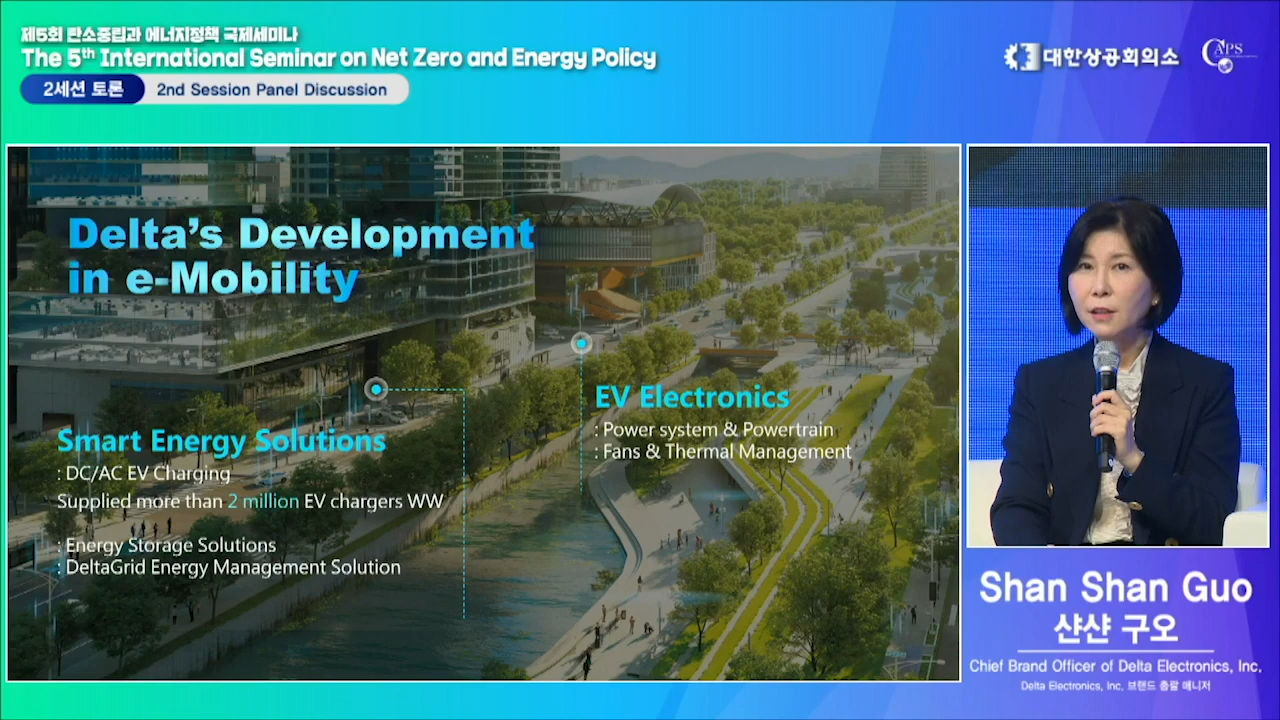 제5회 탄소중립과 에너지정책 국제세미나
The 5th International Seminar on Net Zero and Energy Policy
2세션 토론 2nd Session Panel Discussion
대한상공회의소
CAPS
Delta's Development
in e-Mobility
EV Electronics
: Power system & Powertrain
: Fans & Thermal Management
Smart Energy Solutions
: DC/AC EV Charging
Supplied more than 2 million EV chargers WW
: Energy Storage Solutions
: DeltaGrid Energy Management Solution
Shan Shan Guo
샨샨 구오
Chief Brand Officer of Delta Electronics, Inc.
Delta Electronics, Inc. 브랜드 총괄 매니저